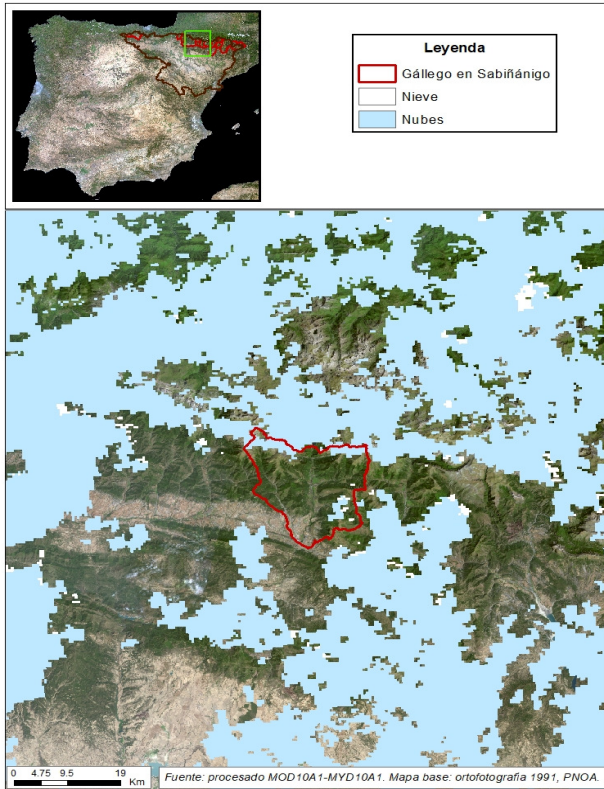 Leyenda
Gállego en Sabiñánigo
Nieve
Nubes
0 4.75 9.5 19
Km
Fuente: procesado MOD10A1-MYD10A1. Mapa base: ortofotografia 1991, PNOA.